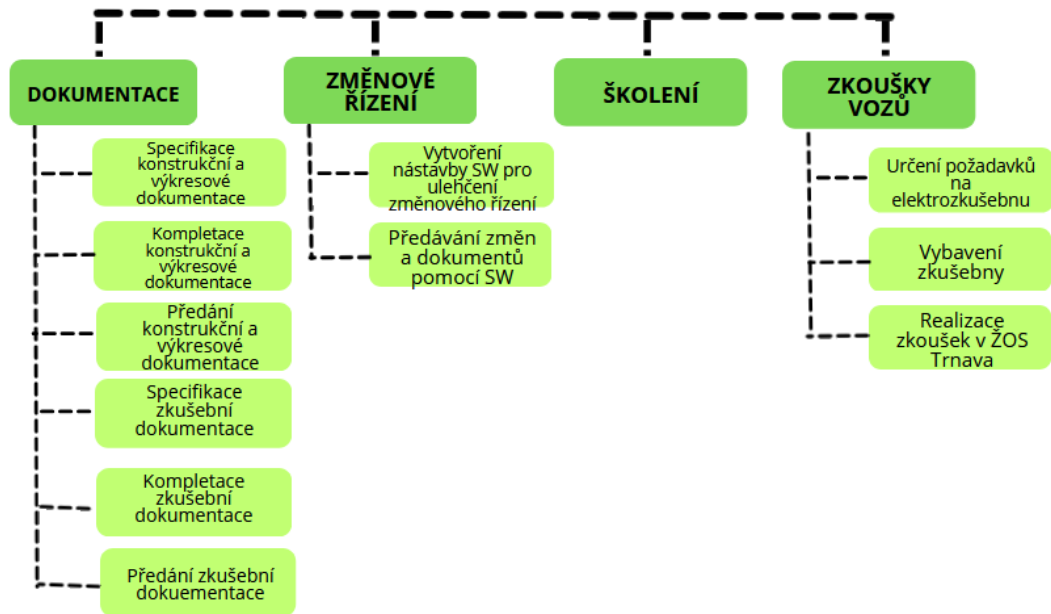 DOKUMENTACE
Specifikace
konstrukční a
výkresové
dokumentace
Kompletace
konstrukční a
výkresové
dokumentace
Předání
konstrukční a
výkresové
dokumentace
Specifikace
zkušební
dokumentace
Kompletace
zkušební
dokumentace
Předání zkušební
dokuementace
ZMĚNOVÉ
ŘÍZENÍ
Vytvoření
nástavby SW pro
ulehčení
změnového řízení
Předávání změn
a dokumentů
pomocí SW
ŠKOLENÍ
ZKOUŠKY
VOZŮ
Určení požadavků
na
elektrozkušebnu
Vybavení
zkušebny
Realizace
zkoušek v ŽOS
Trnava